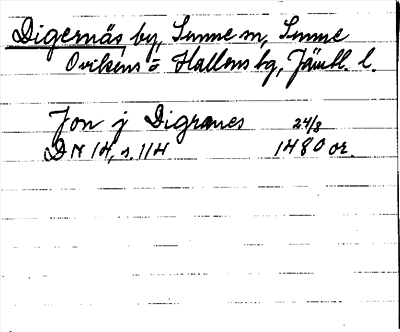 Digernäs by, Sunne sn, Sunne
Ovikens o Hallens tg, Jämtl. l.
Jon j Digranes 24/8
DN 14, s. 114 1480 or.